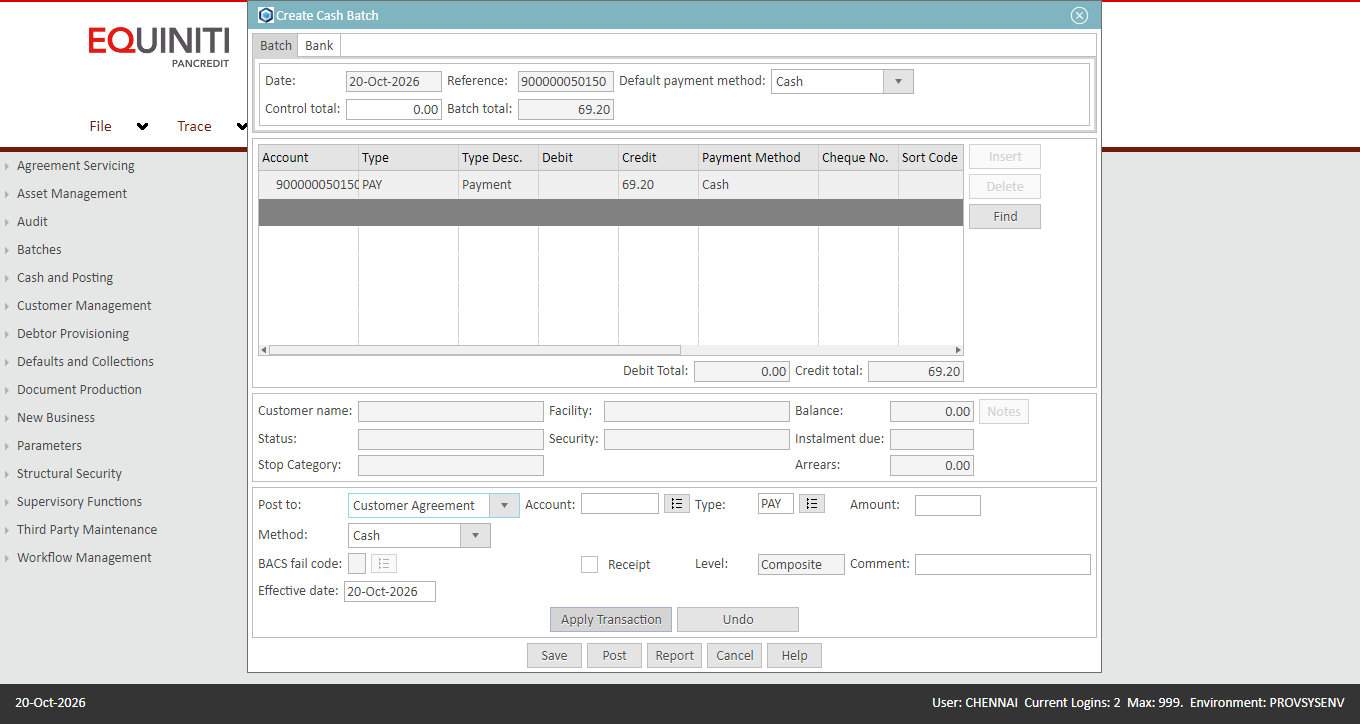 Create Cash Batch
EQUINITI
PANCREDIT
File Trace
Agreement Servicing
Asset Management
Audit
Batches
Cash and Posting
Customer Management
Debtor Provisioning
Defaults and Collections
Document Production
New Business
Parameters
Structural Security
Supervisory Functions
Third Party Maintenance
Workflow Management
Batch Bank
Date: 20-Oct-2026 Reference: 900000050150 Default payment method: Cash
Control total: 0.00 Batch total: 69.20
Account Type Type Desc. Debit Credit Payment Method Cheque No. Sort Code Insert
900000050150 PAY Payment 69.20 Cash Delete
Find
Debit Total: 0.00 Credit total: 69.20
Customer name: Facility: Balance: 0.00 Notes
Status: Security: Instalment due:
Stop Category: Arrears: 0.00
Post to: Customer Agreement Account: Type: PAY Amount:
Method: Cash
BACS fail code: Receipt Level: Composite Comment:
Effective date: 20-Oct-2026
Apply Transaction Undo
Save Post Report Cancel Help
20-Oct-2026 User: CHENNAI Current Logins: 2 Max: 999. Environment: PROVSYSENV